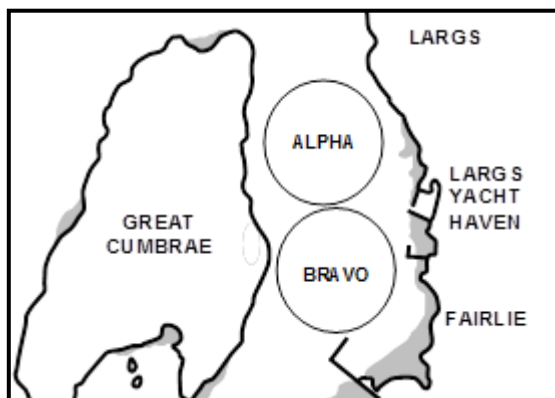 LARGS
ALPHA
LARGS
YACHT
HAVEN
GREAT
CUMBRAE
BRAVO
FAIRLIE